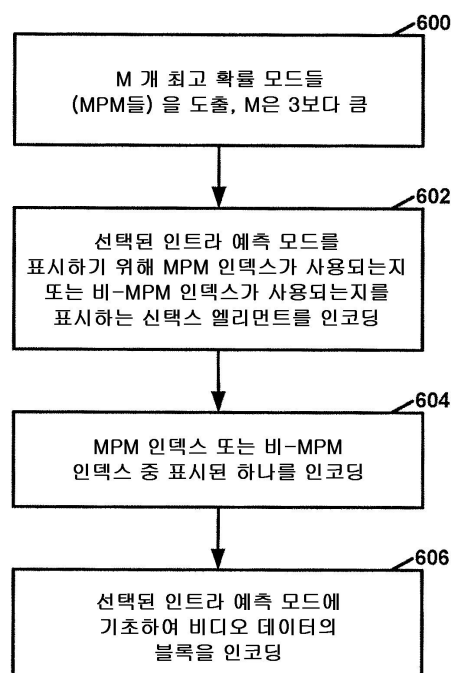 600
M 개 최고 확률 모드들
(MPM들) 을 도출, M은 3보다 큼
602
선택된 인트라 예측 모드를
표시하기 위해 MPM 인덱스가 사용되는지
또는 비-MPM 인덱스가 사용되는지를
표시하는 신택스 엘리먼트를 인코딩
604
MPM 인덱스 또는 비-MPM
인덱스 중 표시된 하나를 인코딩
606
선택된 인트라 예측 모드에
기초하여 비디오 데이터의
블록을 인코딩